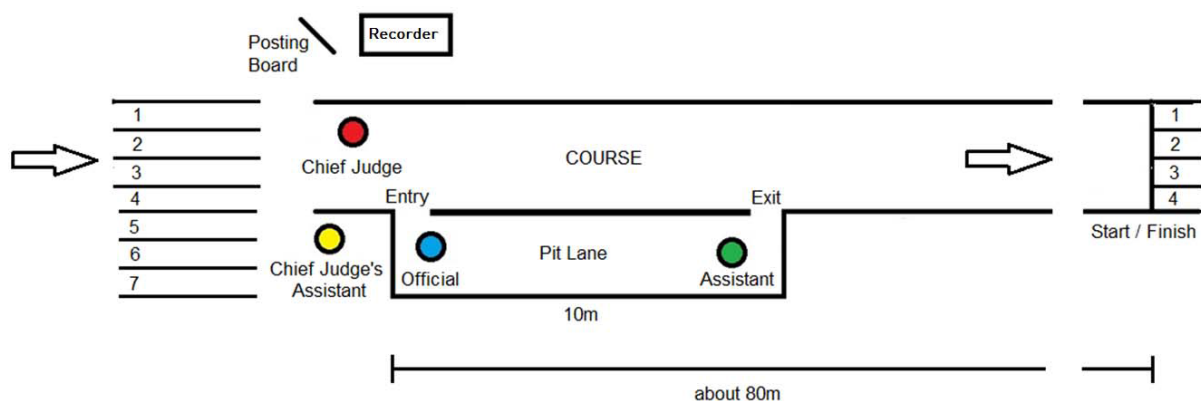 Posting
Board
Recorder
1
2
3
4
5
6
7
Chief Judge
COURSE
Entry
Exit
Chief Judge's
Assistant
Official
Pit Lane
Assistant
10m
1
2
3
4
Start / Finish
about 80m